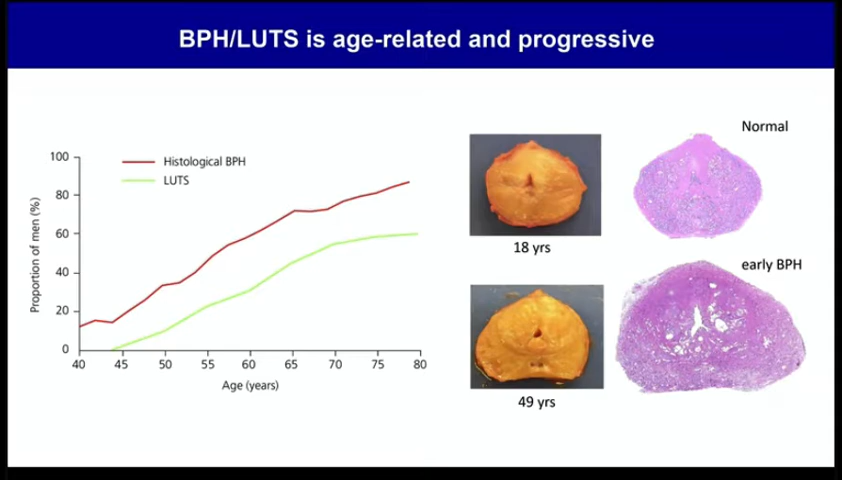 BPH/LUTS is age-related and progressive
Histological BPH
LUTS
Proportion of men (%)
100
80
60
40
20
0
40 45 50 55 60 65 70 75 80
Age (years)
18 yrs
49 yrs
Normal
early BPH